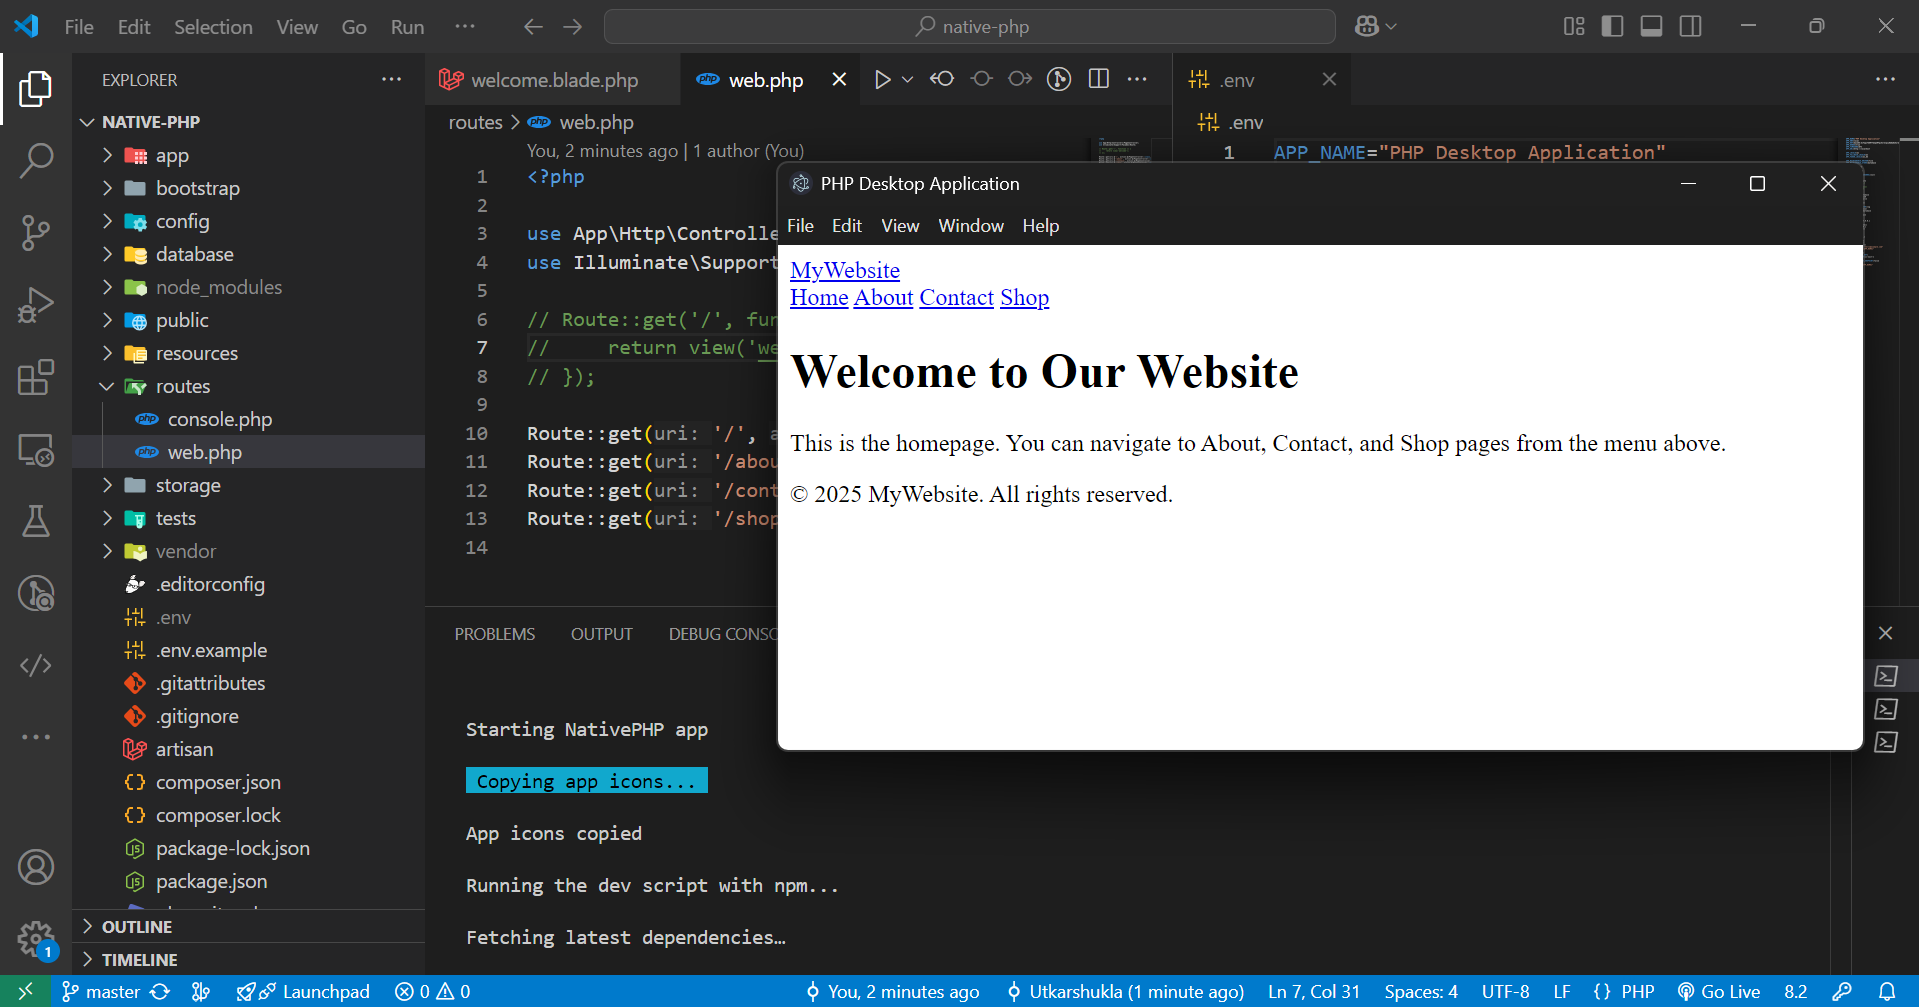 File Edit Selection View Go Run ...
native-php
EXPLORER
NATIVE-PHP
app
bootstrap
config
database
node_modules
public
resources
routes
console.php
web.php
storage
tests
vendor
.editorconfig
.env
.env.example
.gitattributes
.gitignore
artisan
composer.json
composer.lock
package-lock.json
package.json
OUTLINE
TIMELINE
1
welcome.blade.php
web.php
routes > web.php
You, 2 minutes ago | 1 author (You)
1 <?php
2
3 use App\Http\Controlle
4 use Illuminate\Support
5
6 // Route::get('/', fun
7 // return view('we
8 // });
9
10 Route::get(uri: '/', a
11 Route::get(uri: '/abou
12 Route::get(uri: '/cont
13 Route::get(uri: '/shop
14
.env
.env
1 APP_NAME="PHP Desktop Application"
PHP Desktop Application
File Edit View Window Help
MyWebsite
Home About Contact Shop
Welcome to Our Website
This is the homepage. You can navigate to About, Contact, and Shop pages from the menu above.
© 2025 MyWebsite. All rights reserved.
PROBLEMS OUTPUT DEBUG CONSO
Starting NativePHP app
Copying app icons...
App icons copied
Running the dev script with npm...
Fetching latest dependencies…
master Launchpad 0 0 You, 2 minutes ago Utkarshukla (1 minute ago) Ln 7, Col 31 Spaces: 4 UTF-8 LF {} PHP Go Live 8.2